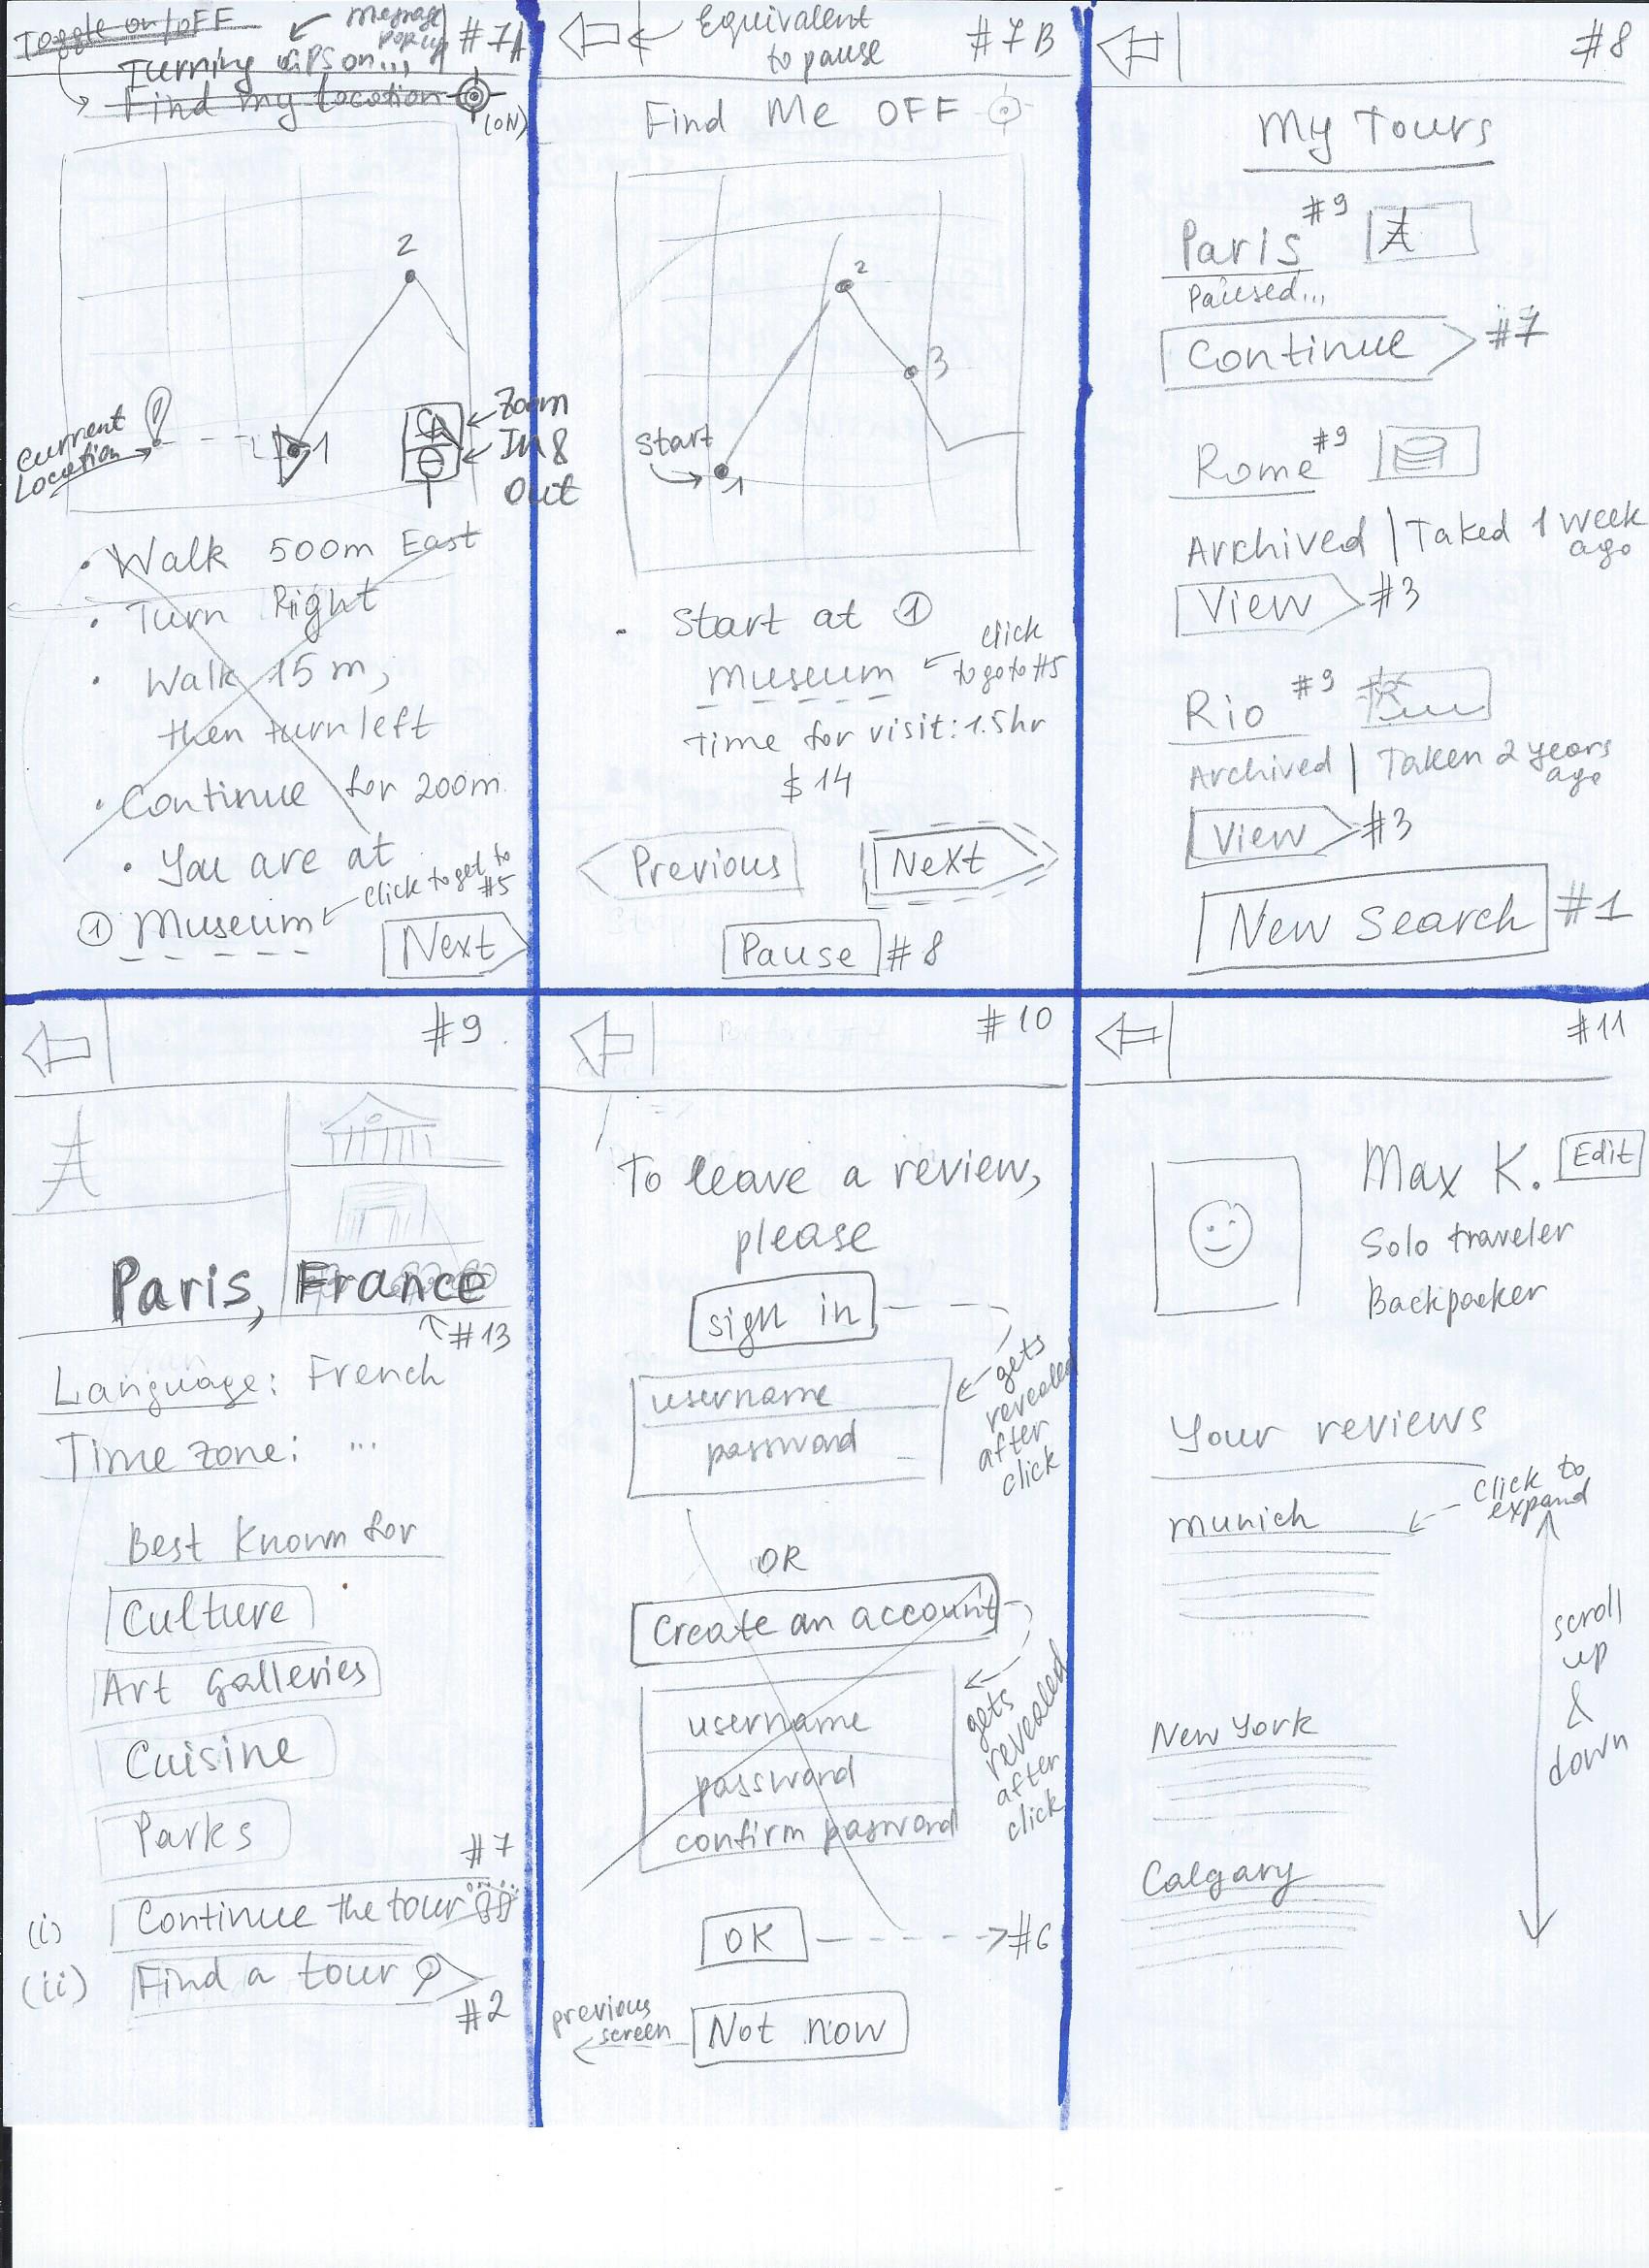 Toggle on/off
message
pop up
#7A
Turning GPS on...
Find my location
(ON)
2
Current
Location
1
Zoom
In &
Out
• Walk 500m East
• Turn Right
• Walk 15 m,
then turn left
• Continue for 200m
• You are at
① Museum
click to get to
#5
Next
Equivalent
to pause
#7B
Find Me OFF
2
3
Start
1
• Start at ①
museum
click
to go to #5
Time for visit: 1.5hr
$14
Previous
Next
Pause
#8
#8
My Tours
Paris
#9
Paused...
Continue
#7
Rome
#9
Archived | Taked 1 week
ago
View
#3
Rio
#9
Archived | Taken 2 years
ago
View
#3
New Search
#1
#9
Paris, France
#13
Language: French
Time zone: ...
Best Known for
Culture
Art Galleries
Cuisine
Parks
#7
(i) Continue the tour
(ii) Find a tour
#2
#10
To leave a review,
please
sign in
username
password
gets
revealed
after
click
OR
Create an account
username
password
confirm password
gets
revealed
after
click
OK
#6
previous
screen
Not now
#11
Max K.
Edit
Solo traveler
Backpacker
Your reviews
Munich
Click to
expand
New York
Calgary
scroll
up
&
down